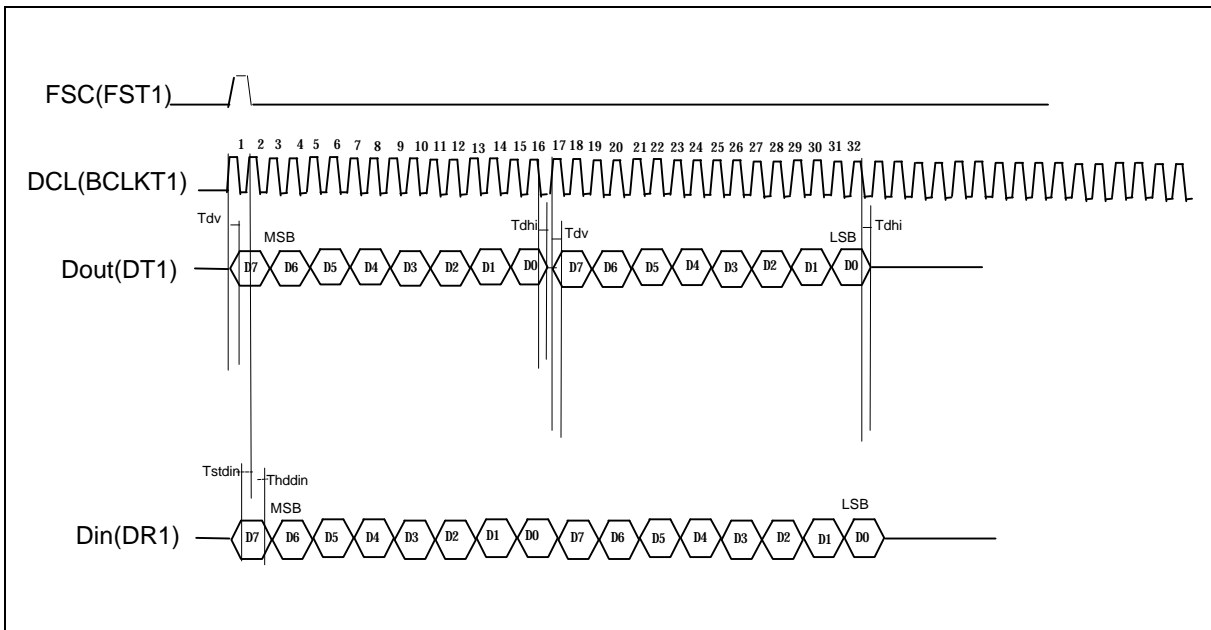 FSC(FST1)
1 2 3 4 5 6 7 8 9 10 11 12 13 14 15 16 17 18 19 20 21 22 23 24 25 26 27 28 29 30 31 32
DCL(BCLKT1)
Tdv MSB Tdhi Tdv LSB Tdhi
Dout(DT1) D7 D6 D5 D4 D3 D2 D1 D0 D7 D6 D5 D4 D3 D2 D1 D0
Tstdin Thddin
MSB LSB
Din(DR1) D7 D6 D5 D4 D3 D2 D1 D0 D7 D6 D5 D4 D3 D2 D1 D0